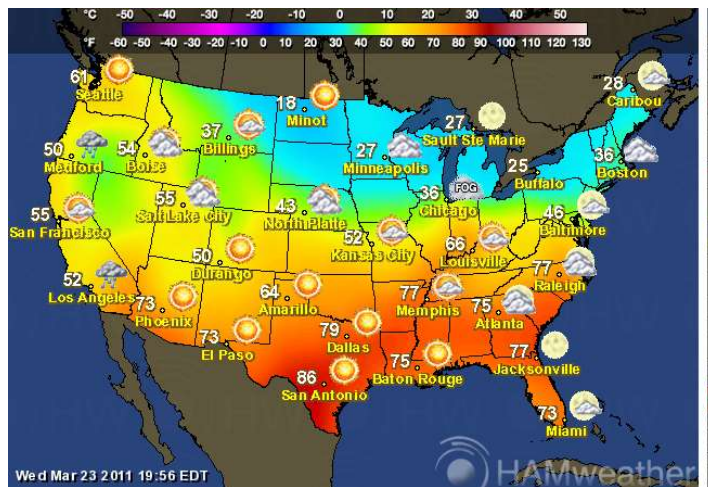 °C -50 -40 -30 -20 -10 0 10 20 30 40 50
°F -60 -50 -40 -30 -20 -10 0 10 20 30 40 50 60 70 80 90 100 110 120 130
61
Seattle
18
Minot
28
Caribou
37
Billings
27
Sault Ste Marie
50
Medford
54
Boise
27
Minneapolis
25
Buffalo
36
Boston
55
Salt Lake City
43
North Platte
36
FOG
Chicago
55
San Francisco
46
Baltimore
52
Kansas City
66
Louisville
50
Durango
52
Los Angeles
77
Raleigh
73
Phoenix
64
Amarillo
77
Memphis
75
Atlanta
73
El Paso
79
Dallas
77
Jacksonville
75
Baton Rouge
86
San Antonio
73
Miami
Wed Mar 23 2011 19:56 EDT
HAMweather